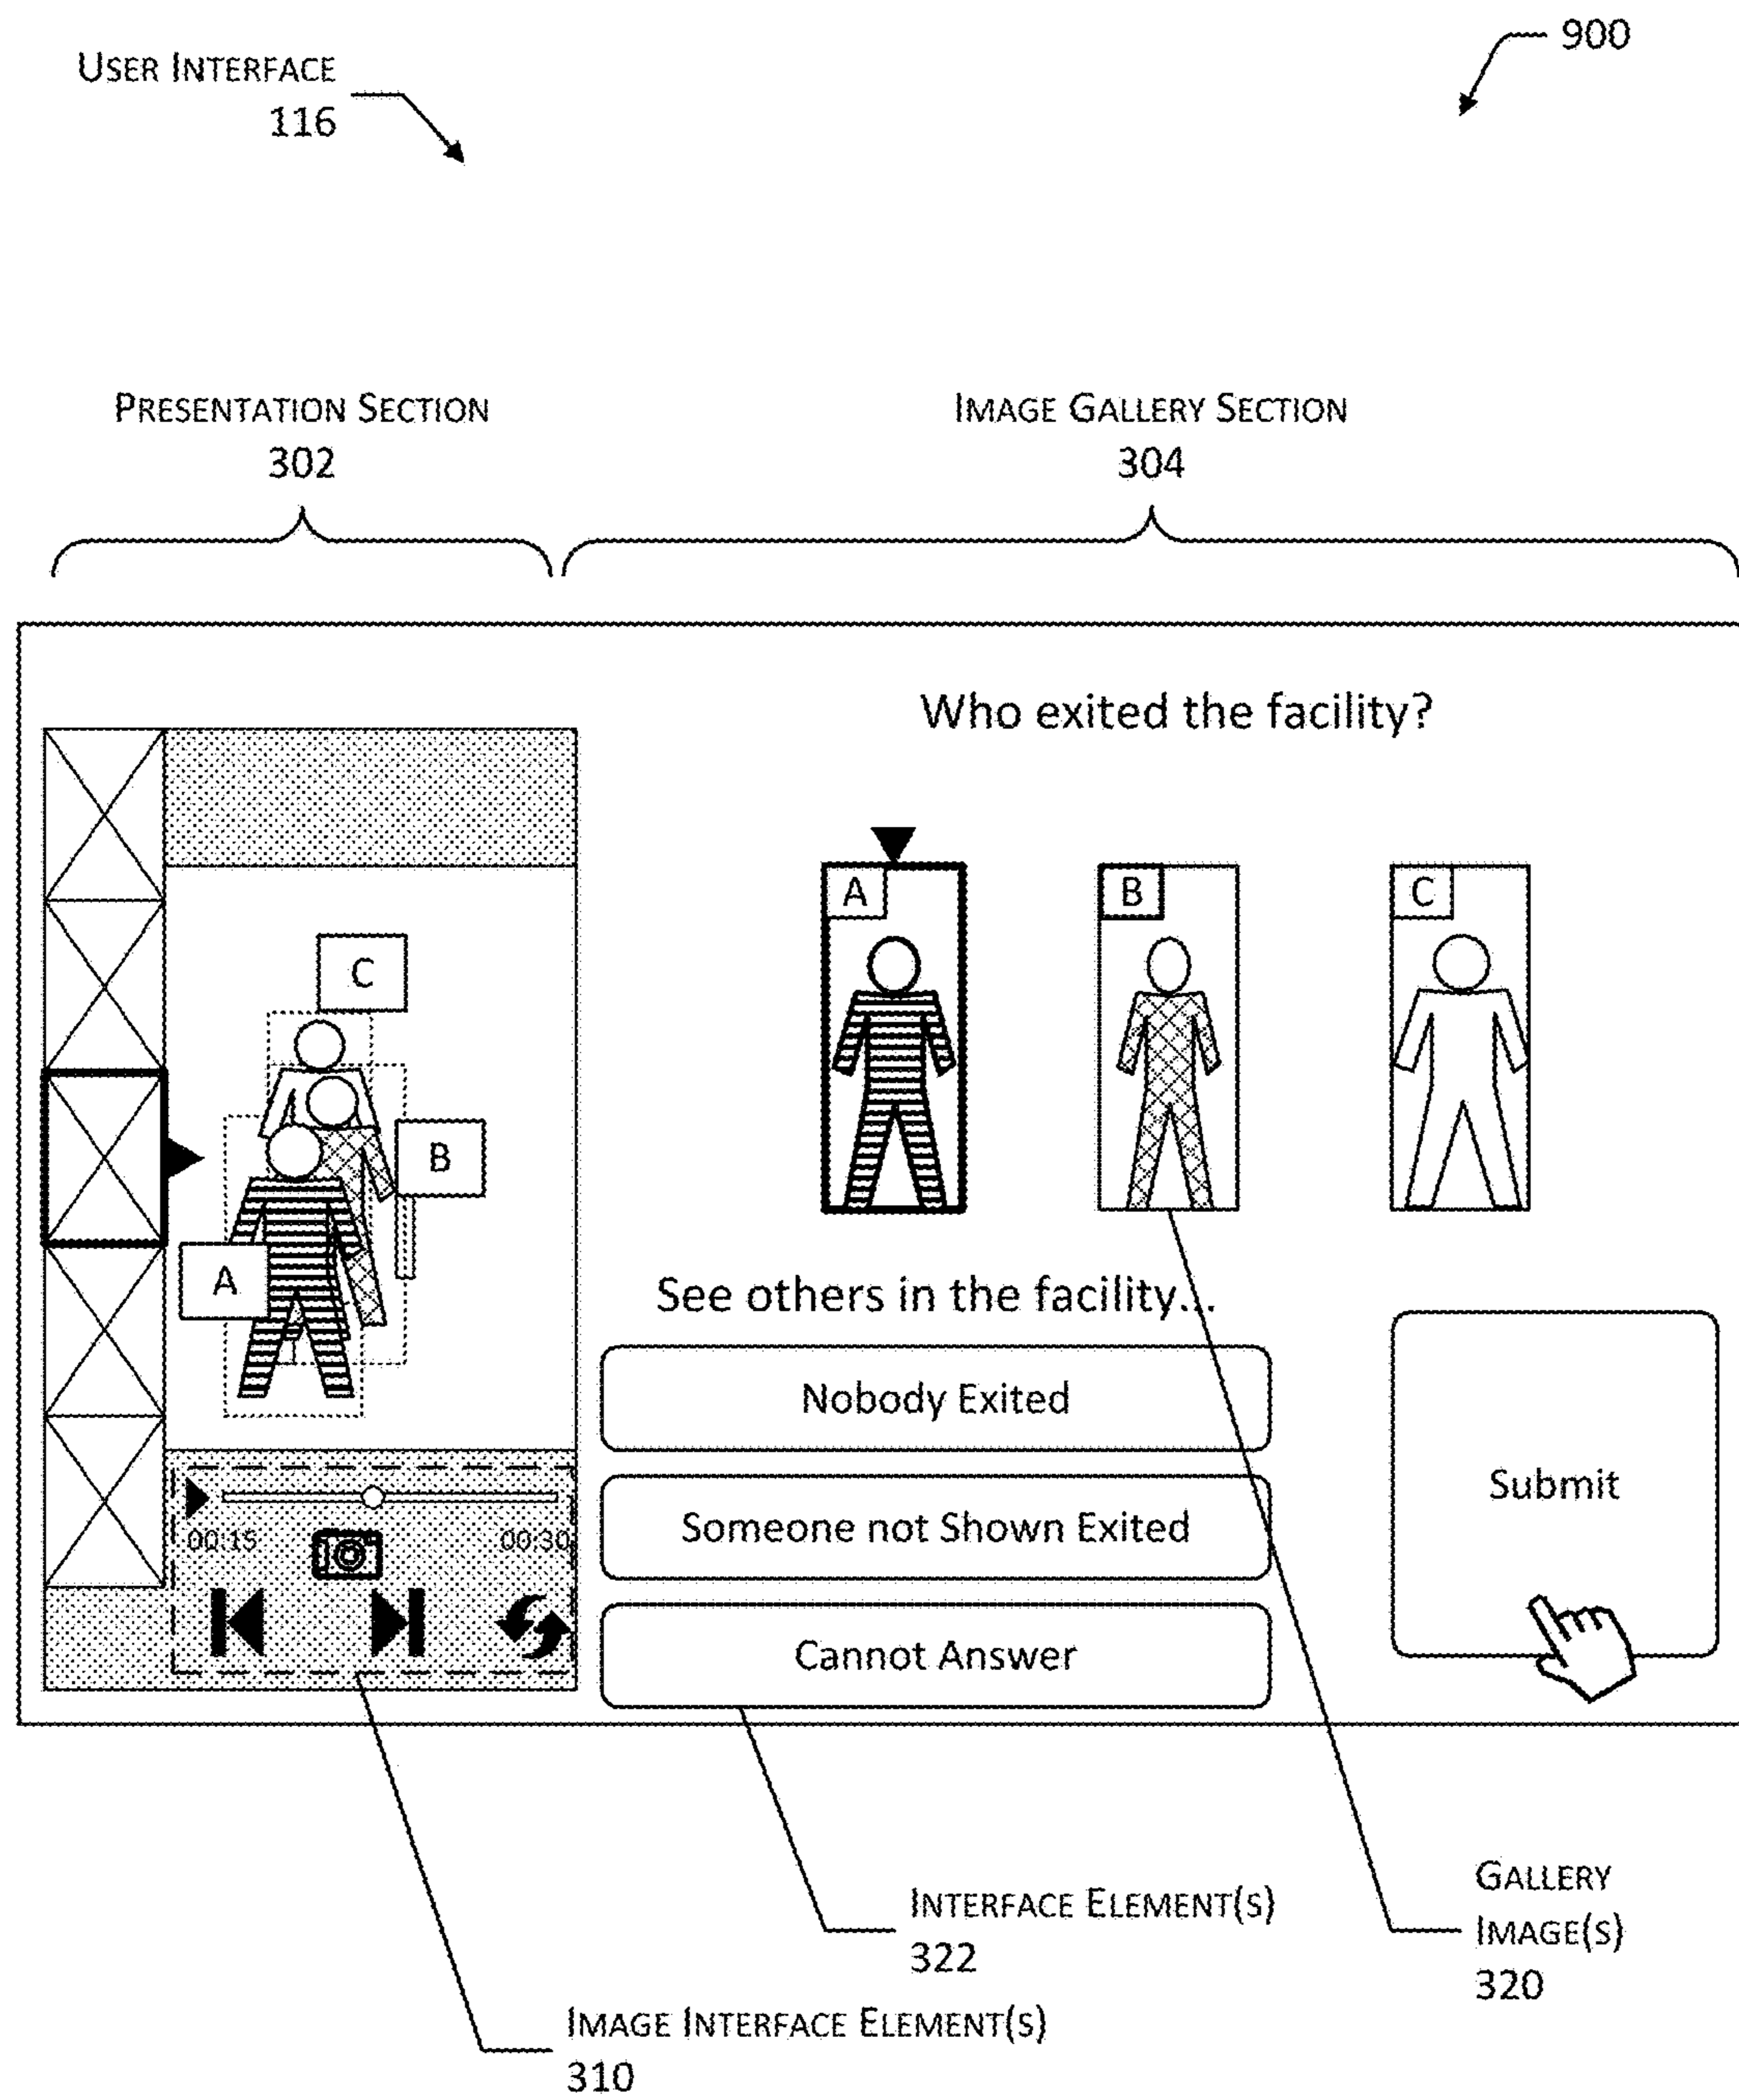 900
USER INTERFACE
116
PRESENTATION SECTION
302
IMAGE GALLERY SECTION
304
Who exited the facility?
A
B
C
C
B
A
See others in the facility...
Nobody Exited
Someone not Shown Exited
Cannot Answer
Submit
00:15
00:30
GALLERY
IMAGE(S)
320
INTERFACE ELEMENT(S)
322
IMAGE INTERFACE ELEMENT(S)
310